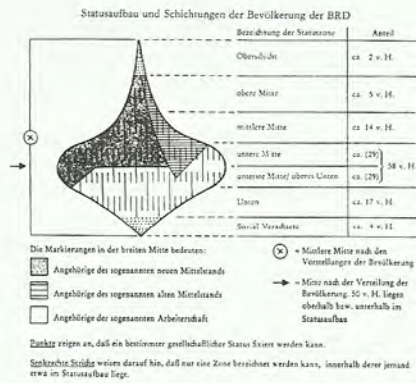 Statusaufbau und Schichtungen der Bevölkerung der BRD
Bezeichnung der Statuszone Anteil
Oberschicht ca. 2 v. H.
obere Mitte ca. 5 v. H.
mittlere Mitte ca. 14 v. H.
untere Mitte ca. (29)
58 v. H.
unterste Mitte/oberes Unten ca. (29)
Unten ca. 17 v. H.
Sozial Verachtete ca. 4 v. H.
Die Markierungen in der breiten Mitte bedeuten:
Angehörige des sogenannten neuen Mittelstands
Angehörige des sogenannten alten Mittelstands
Angehörige der sogenannten Arbeiterschaft
= Mittlere Mitte nach den
Vorstellungen der Bevölkerung
= Mitte nach der Verteilung der
Bevölkerung. 50 v. H. liegen
oberhalb bzw. unterhalb im
Statusaufbau
Punkte zeigen an, daß ein bestimmter gesellschaftlicher Status fixiert werden kann.
Senkrechte Striche weisen darauf hin, daß nur eine Zone bezeichnet werden kann, innerhalb derer jemand
etwa im Statusaufbau liegt.